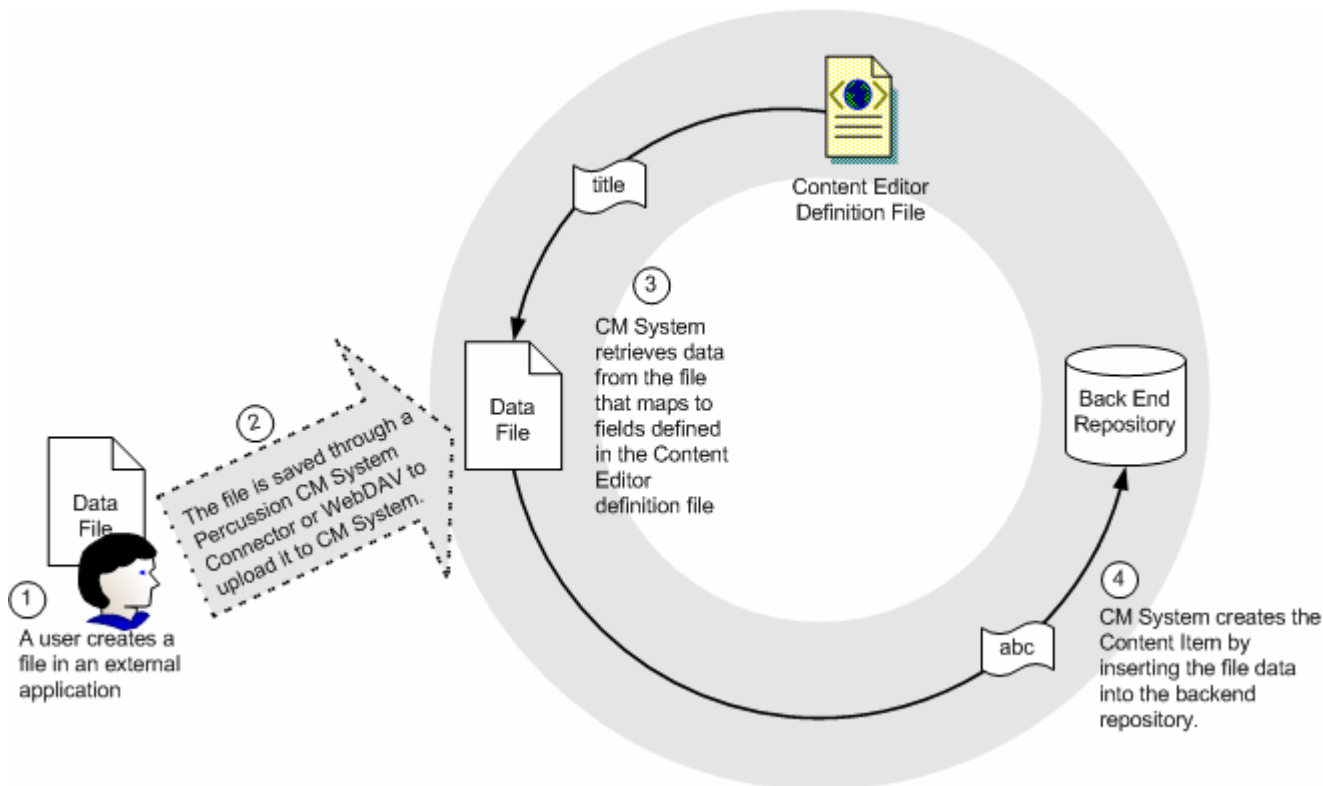 1
Data
File
A user creates a
file in an external
application
2
The file is saved through a
Percussion CM System
Connector or WebDAV to
upload it to CM System.
Data
File
title
Content Editor
Definition File
3
CM System
retrieves data
from the file
that maps to
fields defined
in the Content
Editor
definition file
abc
Back End
Repository
4
CM System creates the
Content Item by
inserting the file data
into the backend
repository.